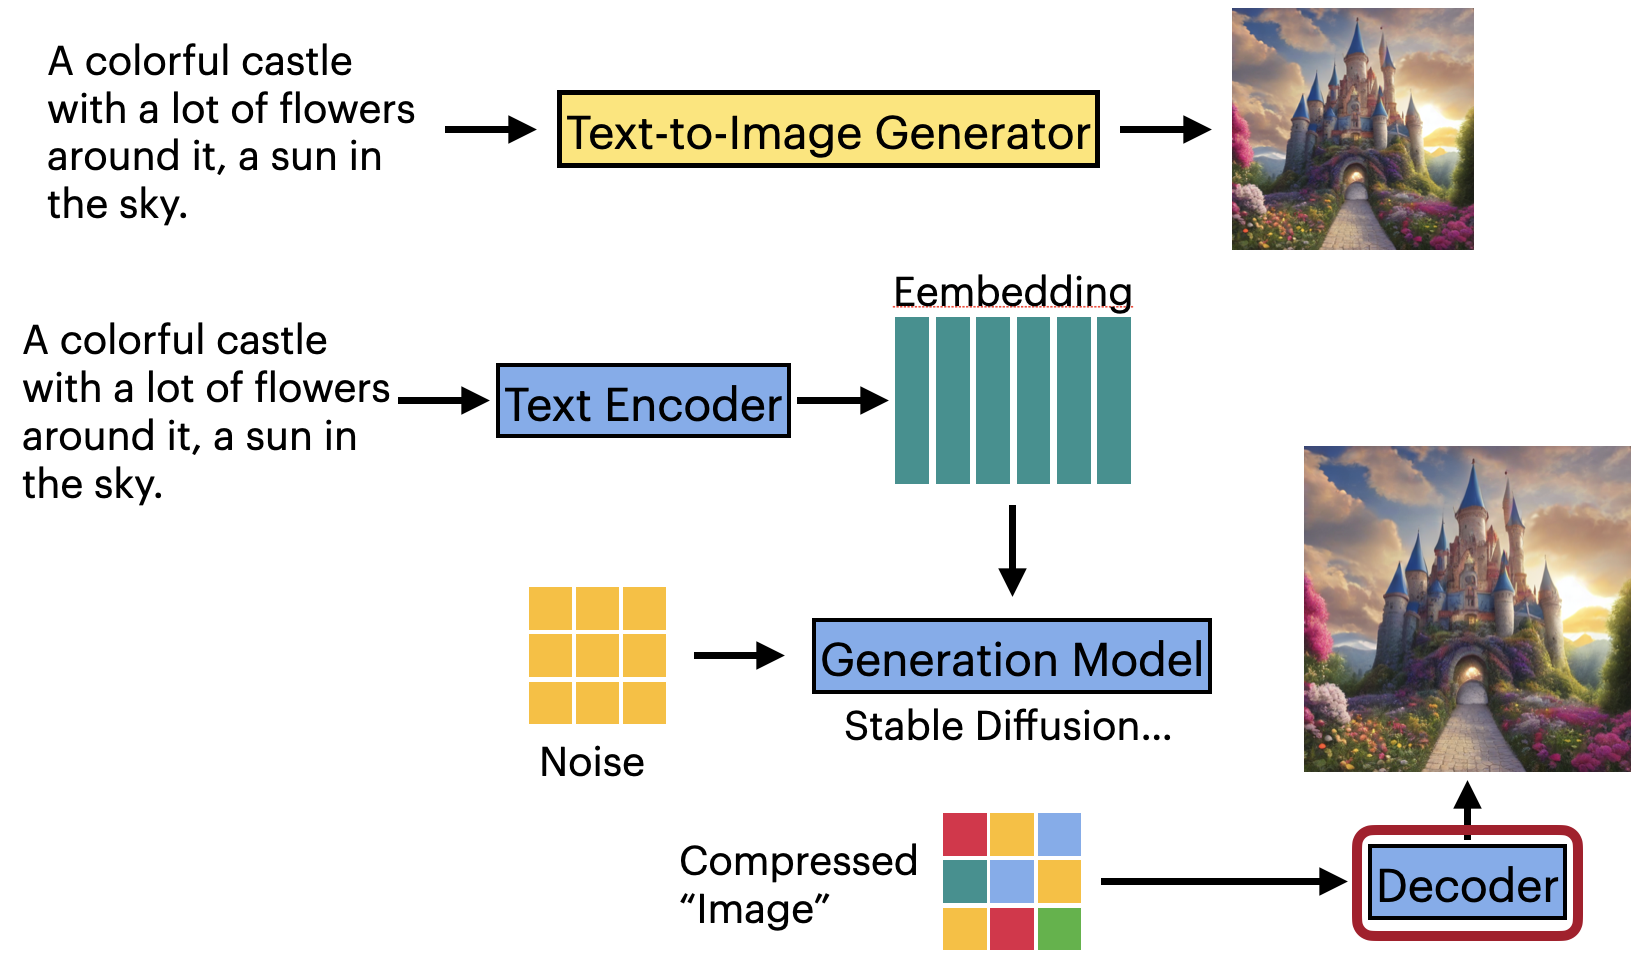 A colorful castle
with a lot of flowers
around it, a sun in
the sky.
Text-to-Image Generator
Eembedding
A colorful castle
with a lot of flowers
around it, a sun in
the sky.
Text Encoder
Generation Model
Stable Diffusion...
Noise
Compressed
“Image”
Decoder